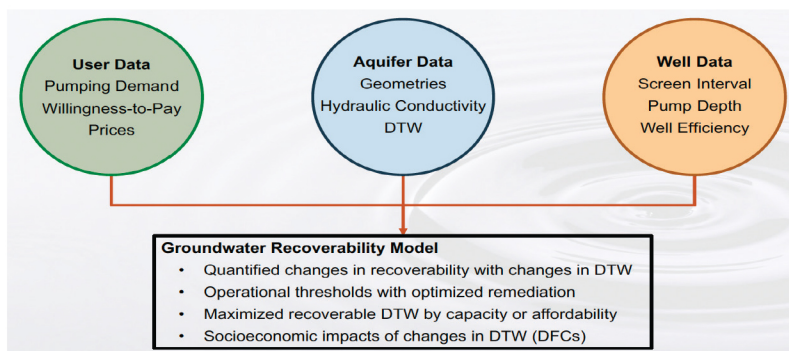 User Data
Pumping Demand
Willingness-to-Pay
Prices
Aquifer Data
Geometries
Hydraulic Conductivity
DTW
Well Data
Screen Interval
Pump Depth
Well Efficiency
Groundwater Recoverability Model
• Quantified changes in recoverability with changes in DTW
• Operational thresholds with optimized remediation
• Maximized recoverable DTW by capacity or affordability
• Socioeconomic impacts of changes in DTW (DFCs)